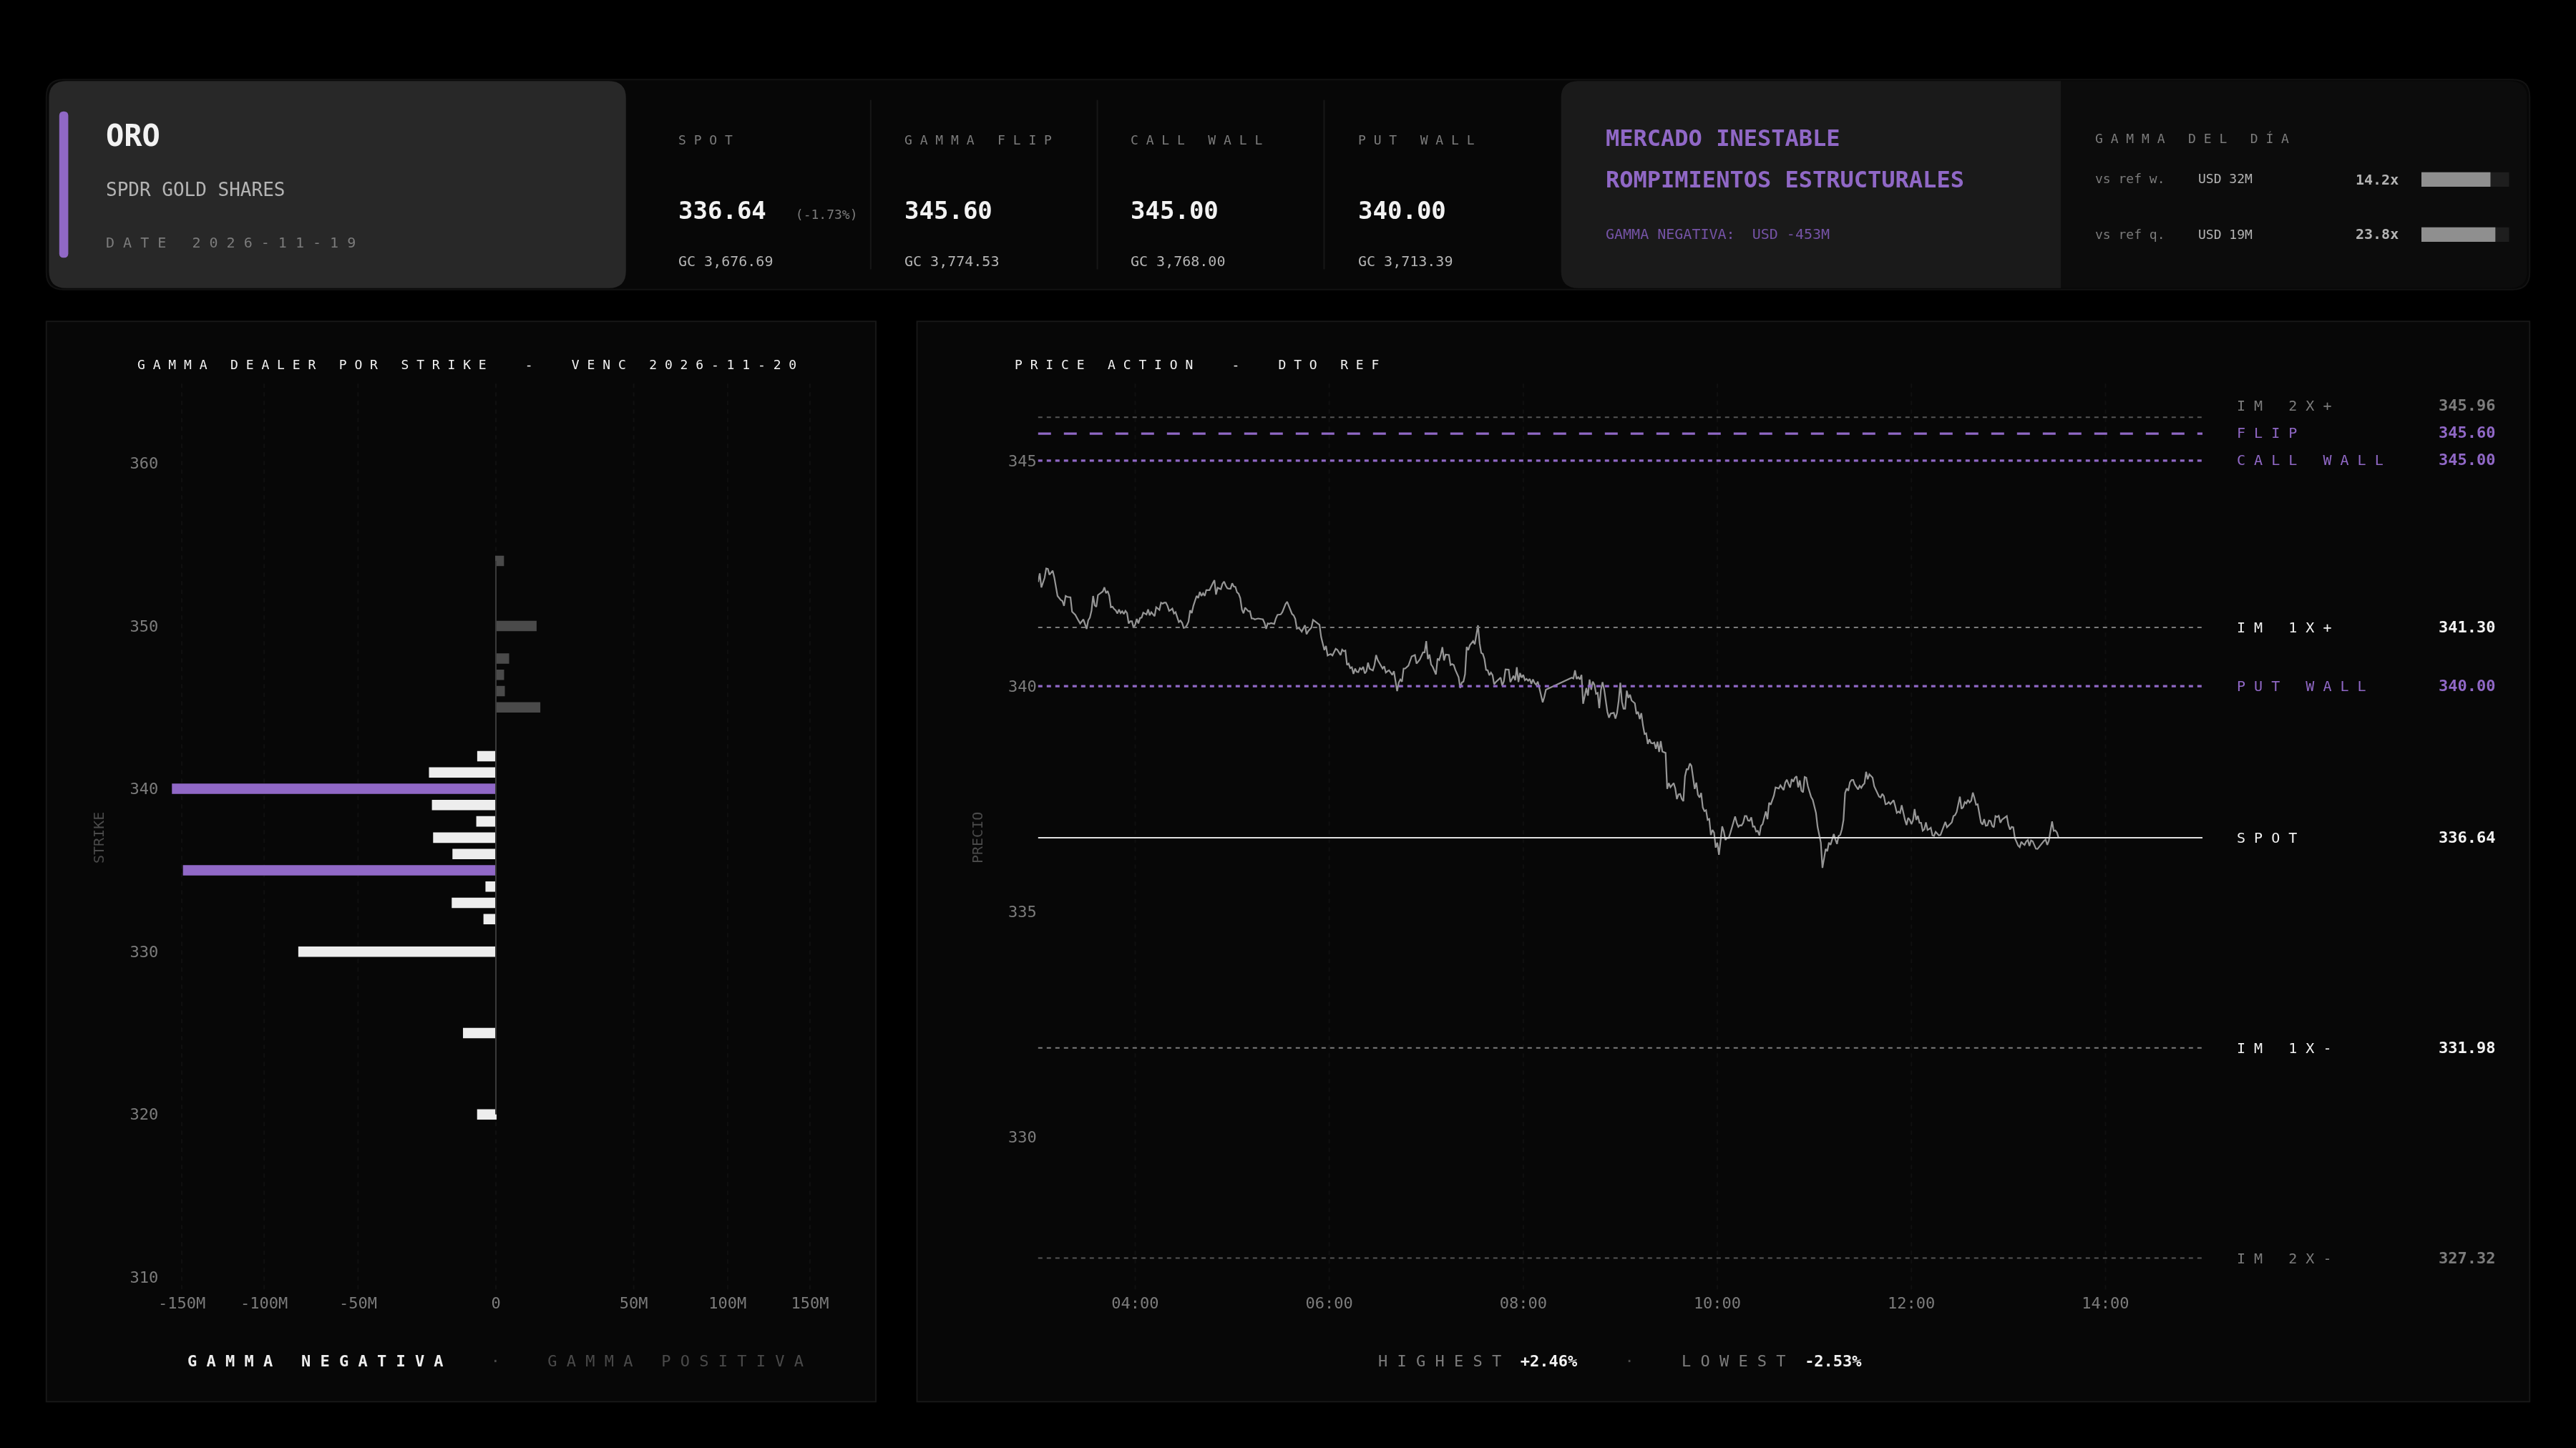 ORO
SPDR GOLD SHARES
DATE 2026-11-19
SPOT
336.64 (-1.73%)
GC 3,676.69
GAMMA FLIP
345.60
GC 3,774.53
CALL WALL
345.00
GC 3,768.00
PUT WALL
340.00
GC 3,713.39
MERCADO INESTABLE
ROMPIMIENTOS ESTRUCTURALES
GAMMA NEGATIVA: USD -453M
GAMMA DEL DÍA
vs ref w. USD 32M 14.2x
vs ref q. USD 19M 23.8x
GAMMA DEALER POR STRIKE - VENC 2026-11-20
STRIKE
360
350
340
330
320
310
-150M -100M -50M 0 50M 100M 150M
GAMMA NEGATIVA · GAMMA POSITIVA
PRICE ACTION - DTO REF
PRECIO
345
340
335
330
IM 2X+ 345.96
FLIP 345.60
CALL WALL 345.00
IM 1X+ 341.30
PUT WALL 340.00
SPOT 336.64
IM 1X- 331.98
IM 2X- 327.32
04:00 06:00 08:00 10:00 12:00 14:00
HIGHEST +2.46% · LOWEST -2.53%